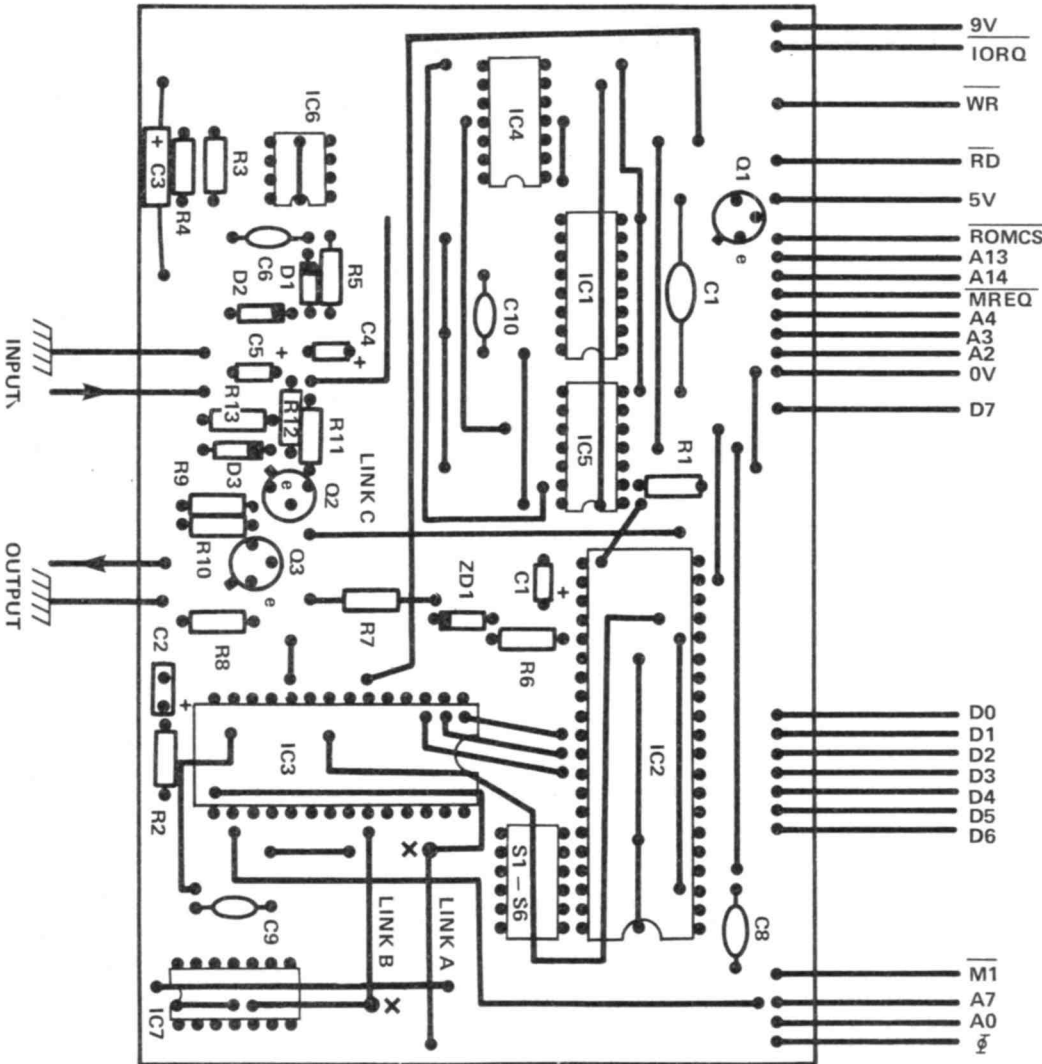 9V
IORQ
WR
RD
5V
ROMCS
A13
A14
MREQ
A4
A3
A2
0V
D7
D0
D1
D2
D3
D4
D5
D6
M1
A7
A0
ϕ
IC6
IC4
Q1
e
+ C3
R4
R3
C6
D1
R5
D2
IC1
C10
C1
C4
+
C5
+
INPUT
R13
R12
R11
D3
LINK C
IC5
R1
R9
e
Q2
R10
Q3
e
OUTPUT
R8
R7
ZD1
C1
+
R6
C2
+
IC3
IC2
R2
S1 – S6
X
C9
LINK B
LINK A
C8
X
IC7